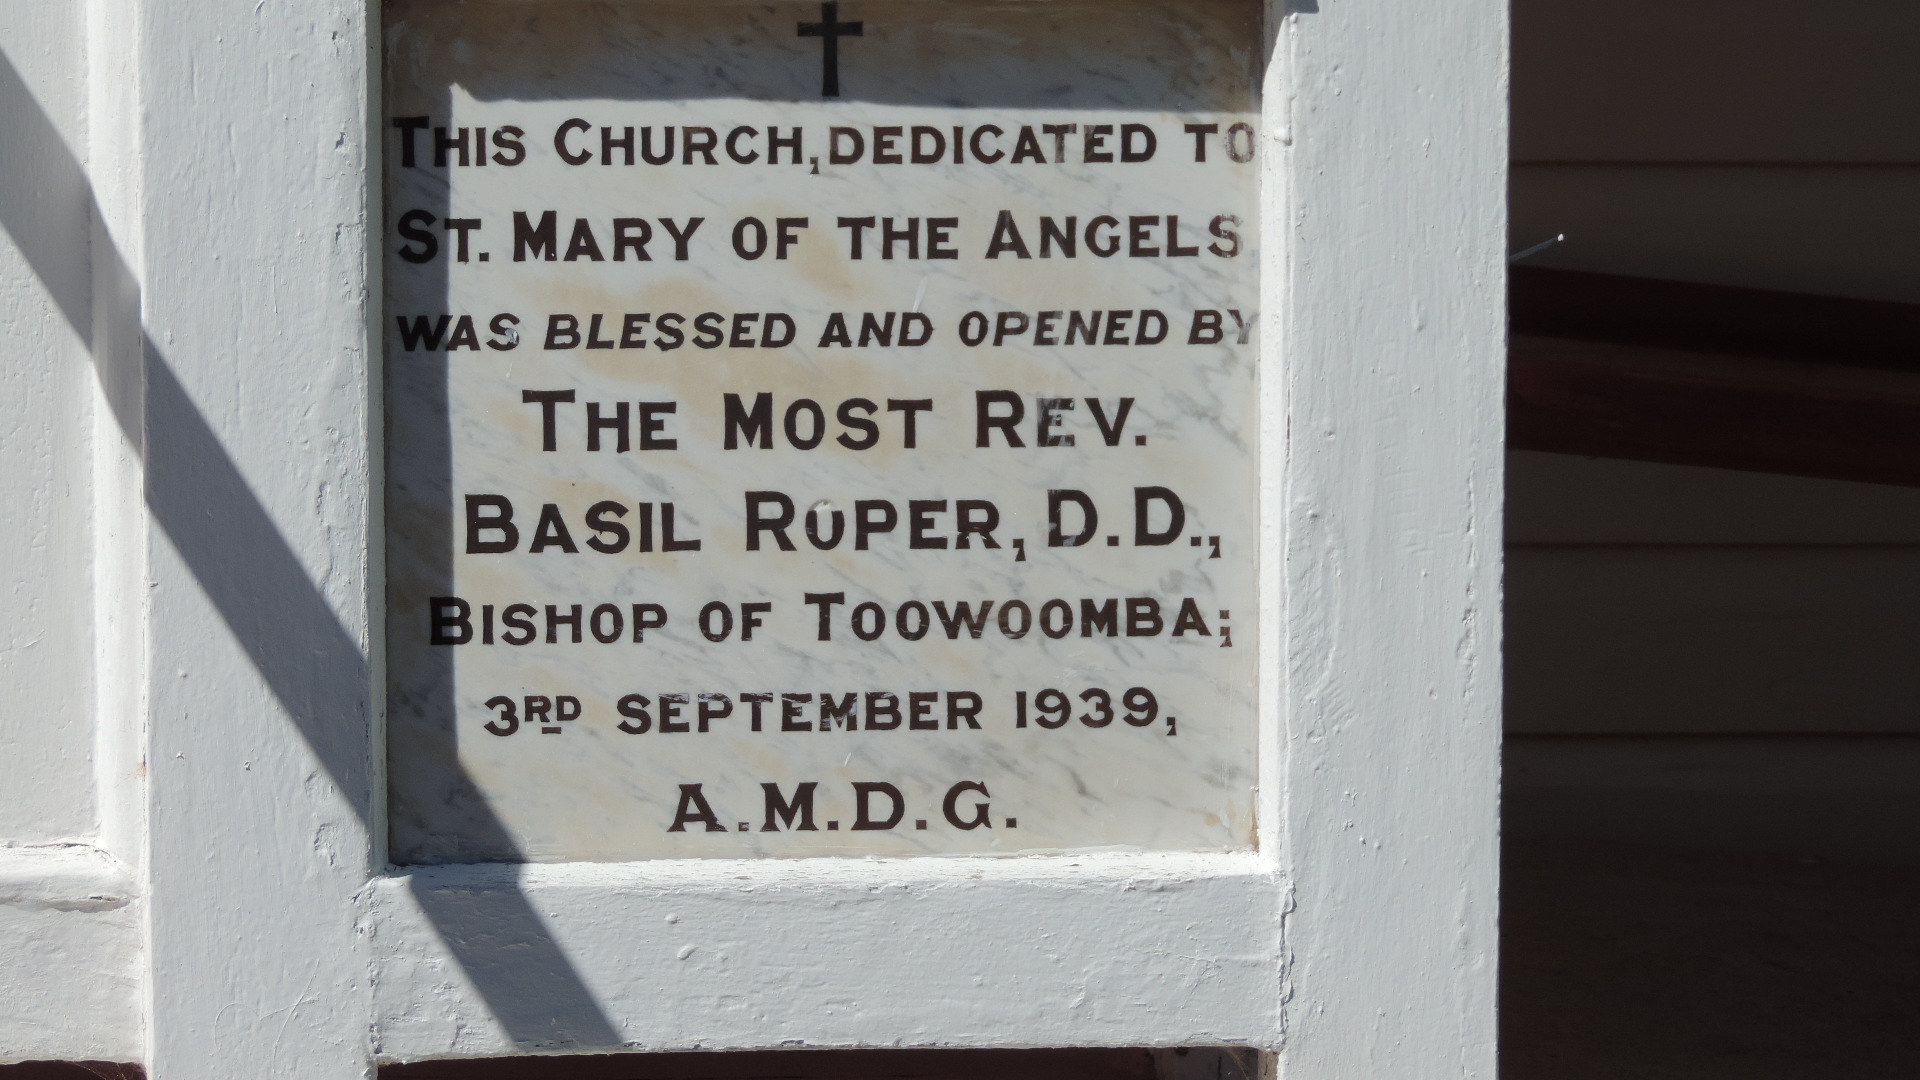 This Church, dedicated to
St. Mary of the Angels
was blessed and opened by
The Most Rev.
Basil Roper, D.D.,
Bishop of Toowoomba;
3rd September 1939,
A.M.D.G.